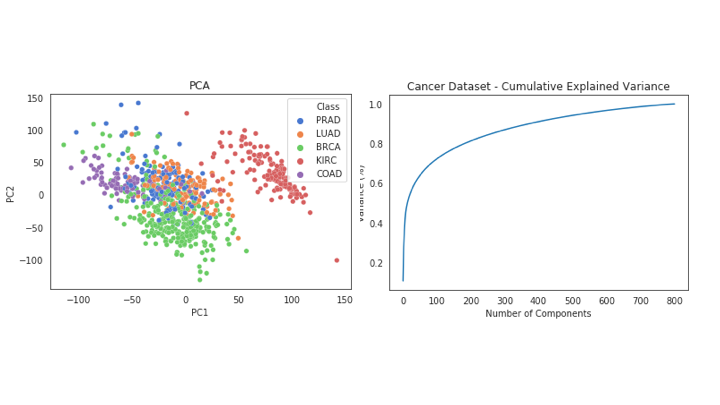 PCA
150
100
50
0
−50
−100
PC2
−100
−50
0
50
100
150
PC1
Class
PRAD
LUAD
BRCA
KIRC
COAD
Cancer Dataset - Cumulative Explained Variance
1.0
0.8
0.6
0.4
0.2
Variance (%)
0
100
200
300
400
500
600
700
800
Number of Components